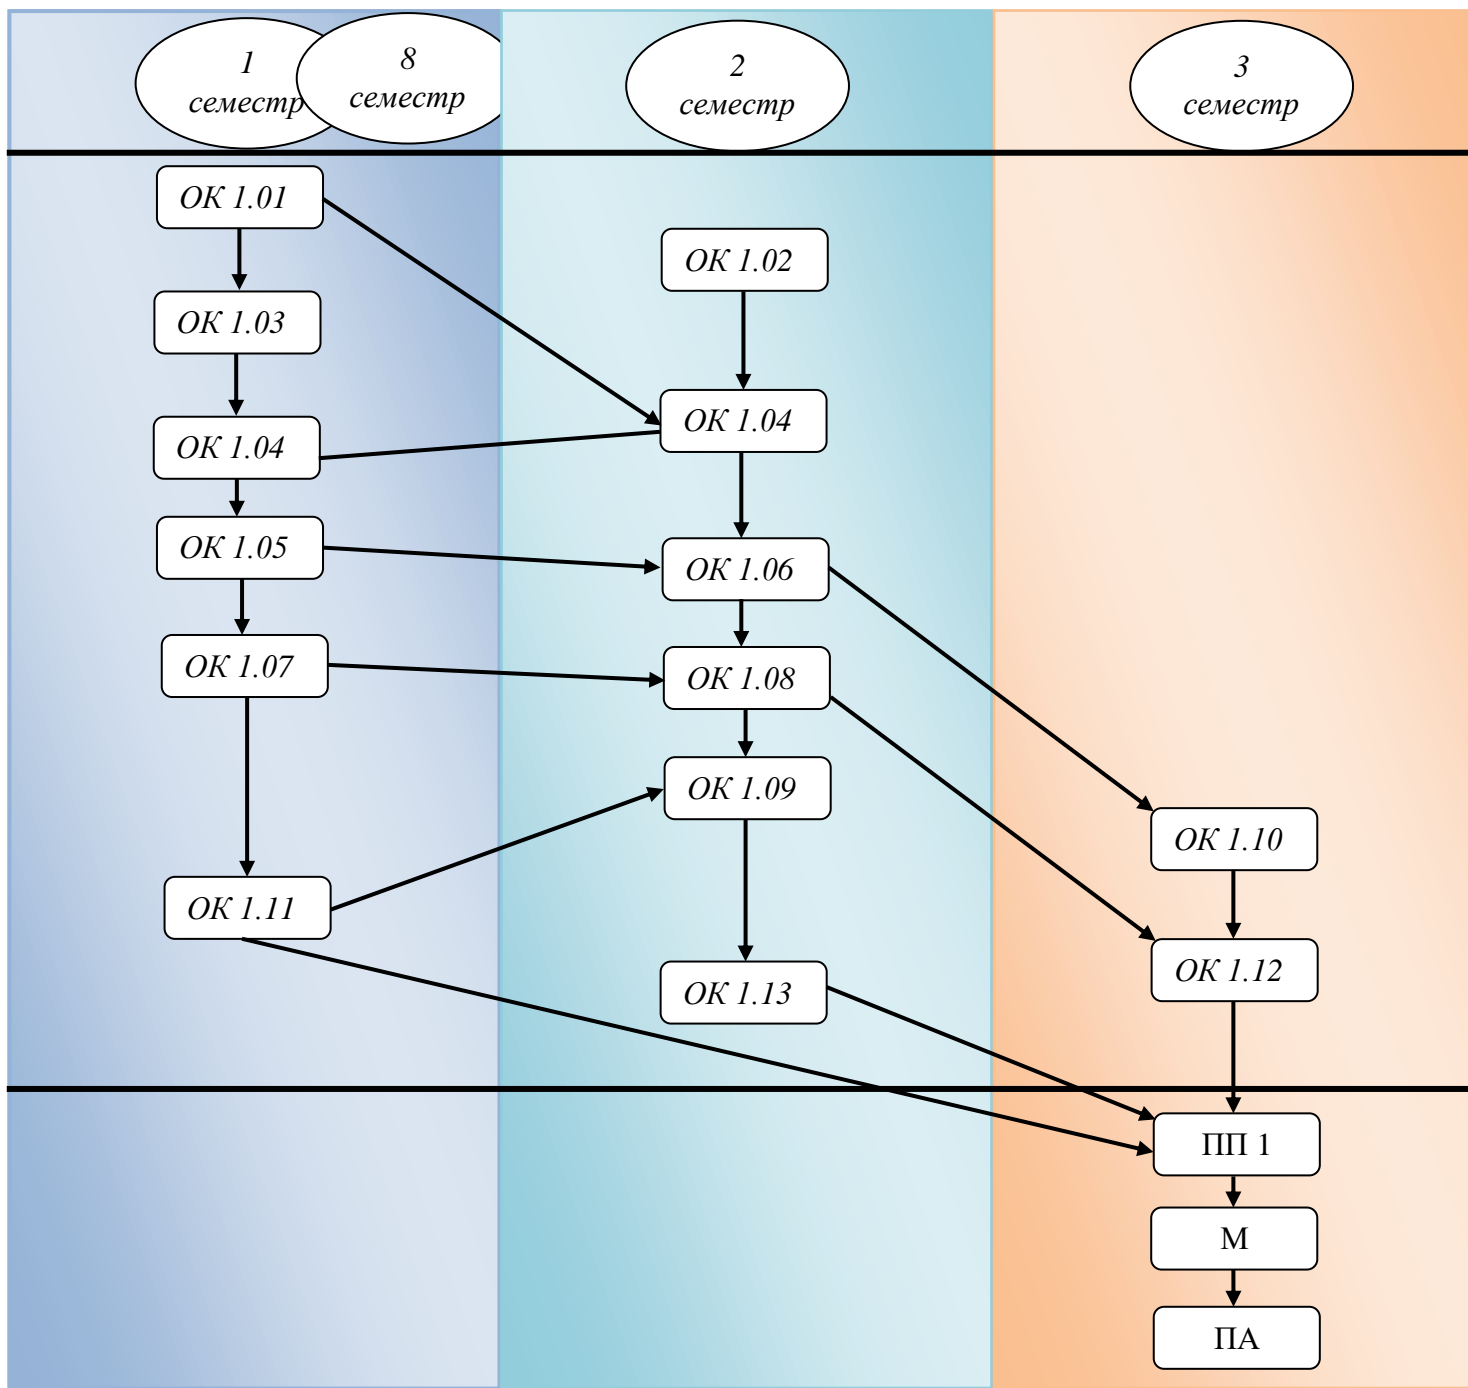 1
семестр
8
семестр
2
семестр
3
семестр
ОК 1.01
ОК 1.03
ОК 1.04
ОК 1.05
ОК 1.07
ОК 1.11
ОК 1.02
ОК 1.04
ОК 1.06
ОК 1.08
ОК 1.09
ОК 1.13
ОК 1.10
ОК 1.12
ПП 1
М
ПА